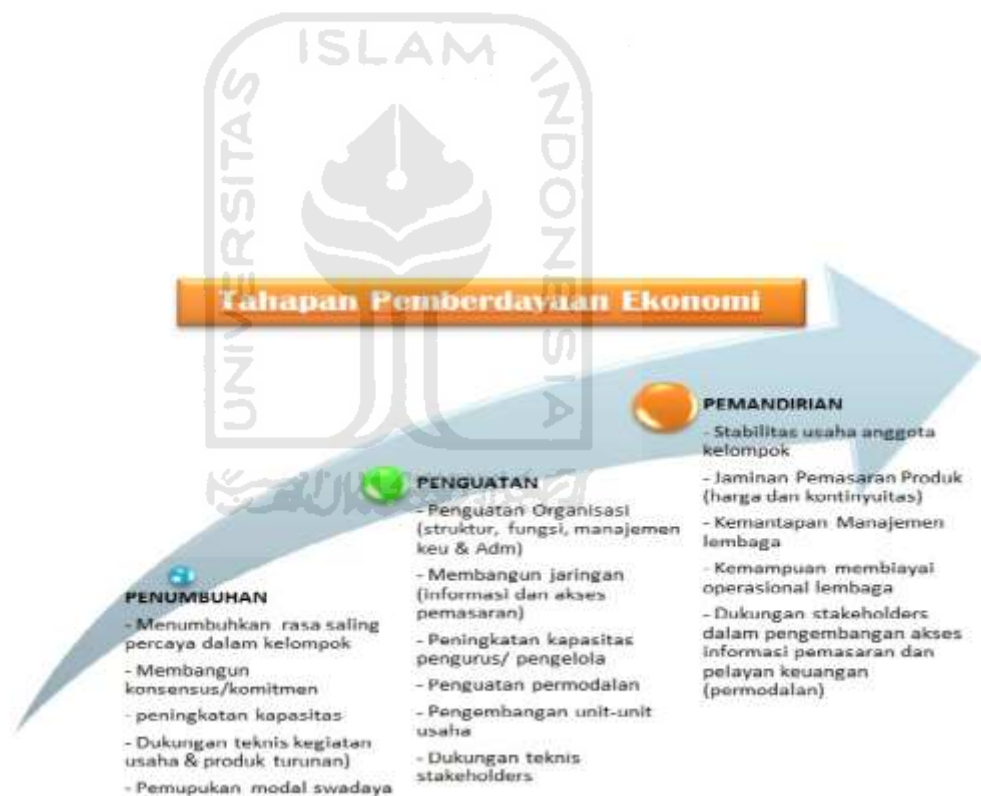 UNIVERSITAS
ISLAM
INDONESIA
Tahapan Pemberdayaan Ekonomi
PENUMBUHAN
- Menumbuhkan rasa saling
percaya dalam kelompok
- Membangun
konsensus/komitmen
- peningkatan kapasitas
- Dukungan teknis kegiatan
usaha & produk turunan)
- Pemupukan modal swadaya
PENGUATAN
- Penguatan Organisasi
(struktur, fungsi, manajemen
keu & Adm)
- Membangun jaringan
(informasi dan akses
pemasaran)
- Peningkatan kapasitas
pengurus/ pengelola
- Penguatan permodalan
- Pengembangan unit-unit
usaha
- Dukungan teknis
stakeholders
PEMANDIRIAN
- Stabilitas usaha anggota
kelompok
- Jaminan Pemasaran Produk
(harga dan kontinyuitas)
- Kemantapan Manajemen
lembaga
- Kemampuan membiayai
operasional lembaga
- Dukungan stakeholders
dalam pengembangan akses
informasi pemasaran dan
pelayan keuangan
(permodalan)